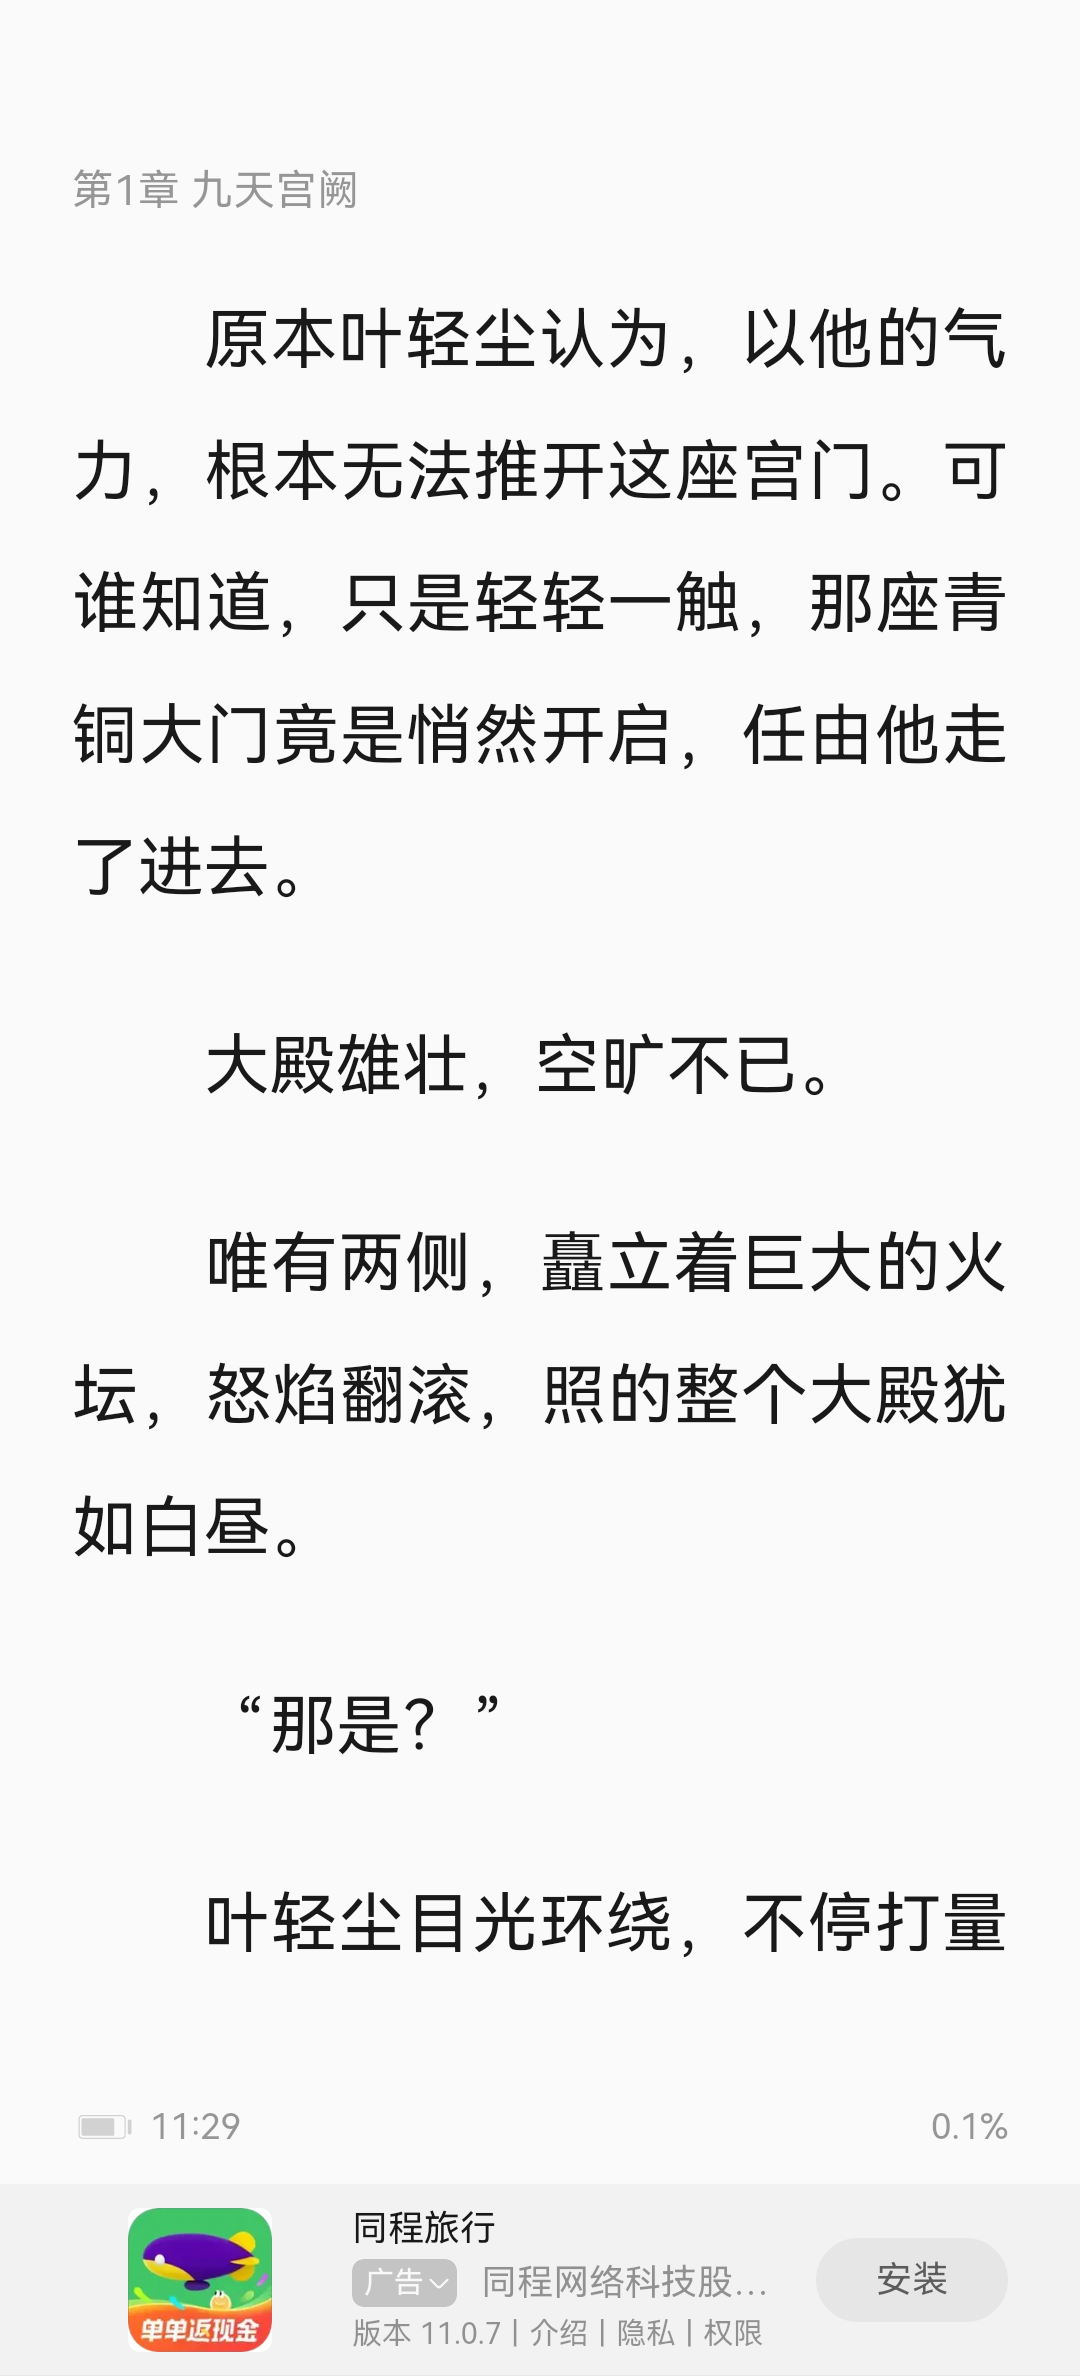 第1章 九天宫阙
原本叶轻尘认为，以他的气
力，根本无法推开这座宫门。可
谁知道，只是轻轻一触，那座青
铜大门竟是悄然开启，任由他走
了进去。
大殿雄壮，空旷不已。
唯有两侧，矗立着巨大的火
坛，怒焰翻滚，照的整个大殿犹
如白昼。
“那是？”
叶轻尘目光环绕，不停打量
11:29 0.1%
同程旅行
广告 同程网络科技股...
安装
版本 11.0.7 | 介绍 | 隐私 | 权限
单单返现金